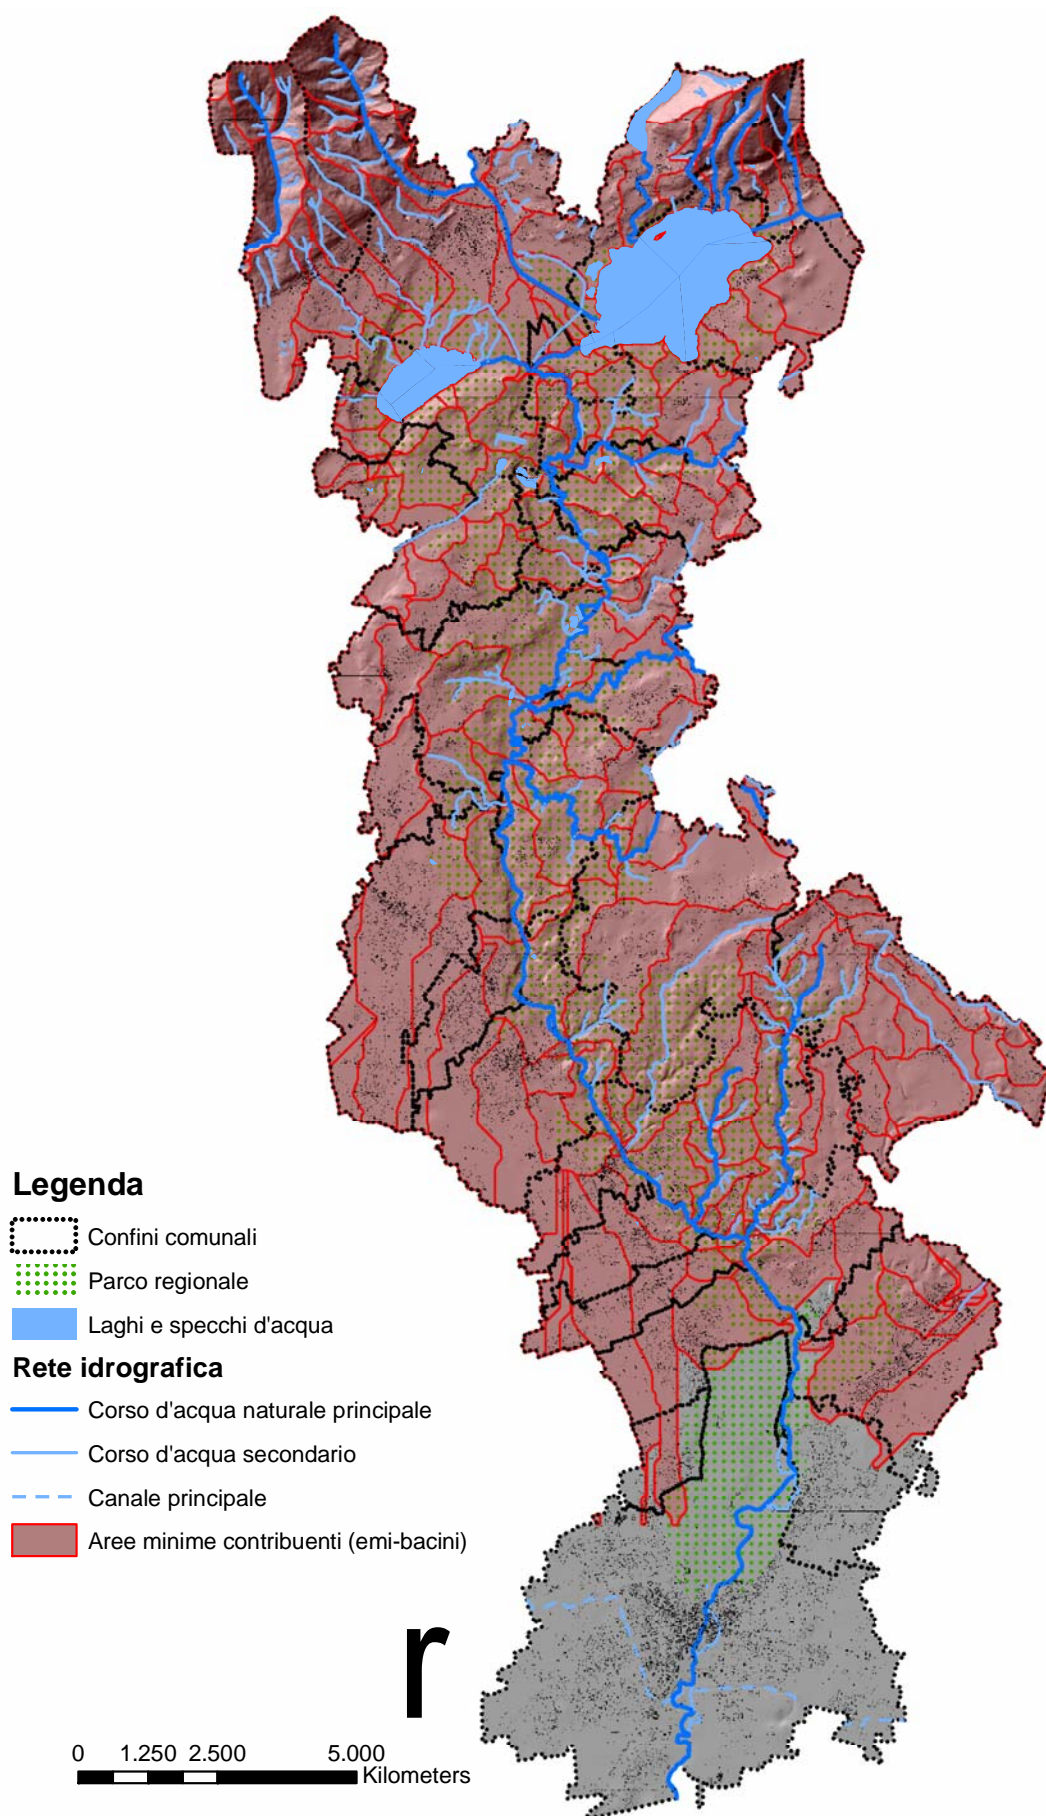 Legenda
Confini comunali
Parco regionale
Laghi e specchi d'acqua
Rete idrografica
Corso d'acqua naturale principale
Corso d'acqua secondario
Canale principale
Aree minime contribuenti (emi-bacini)
r
0 1.250 2.500 5.000
Kilometers